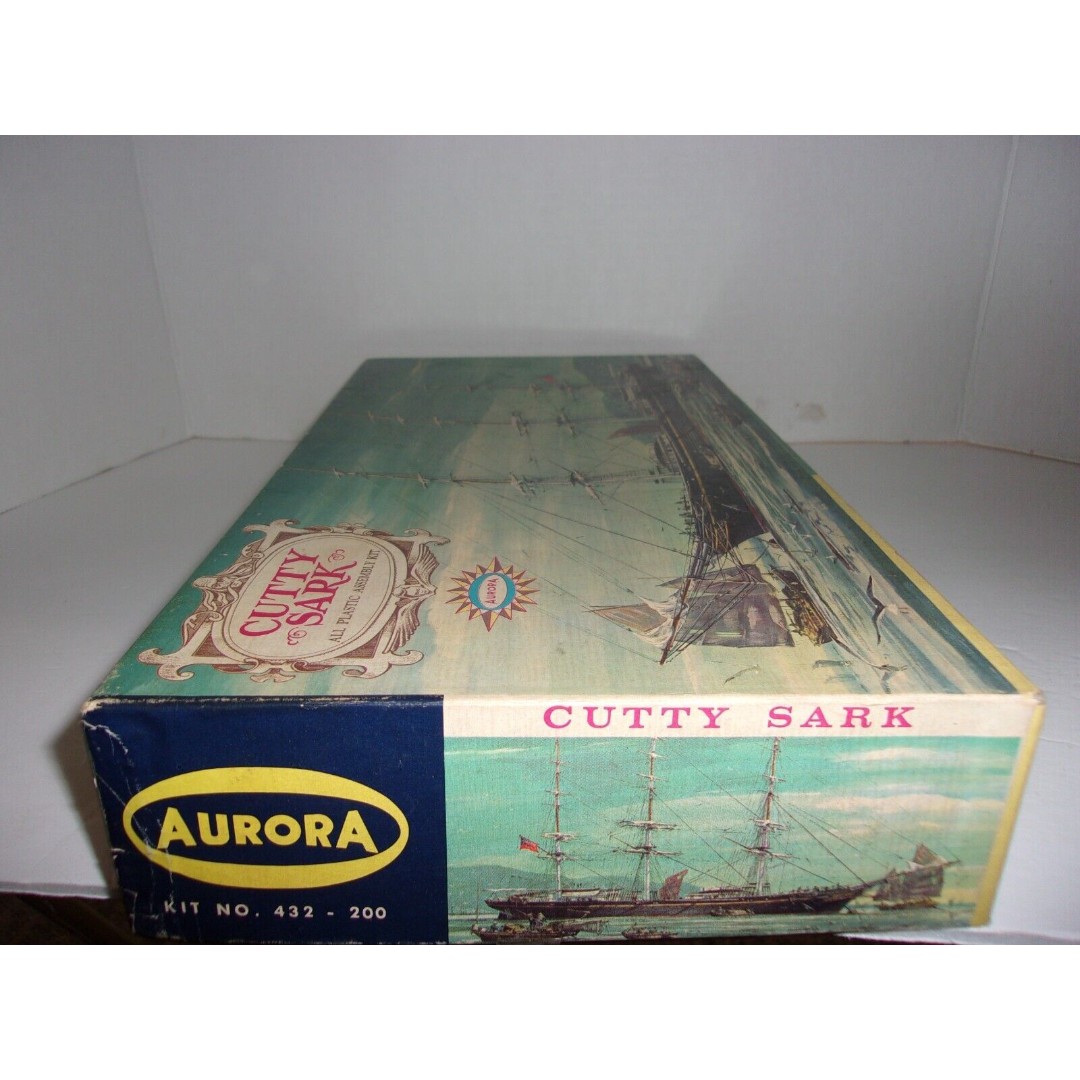 CUTTY
SARK
ALL PLASTIC ASSEMBLY KIT
AURORA
CUTTY SARK
AURORA
KIT NO. 432 - 200